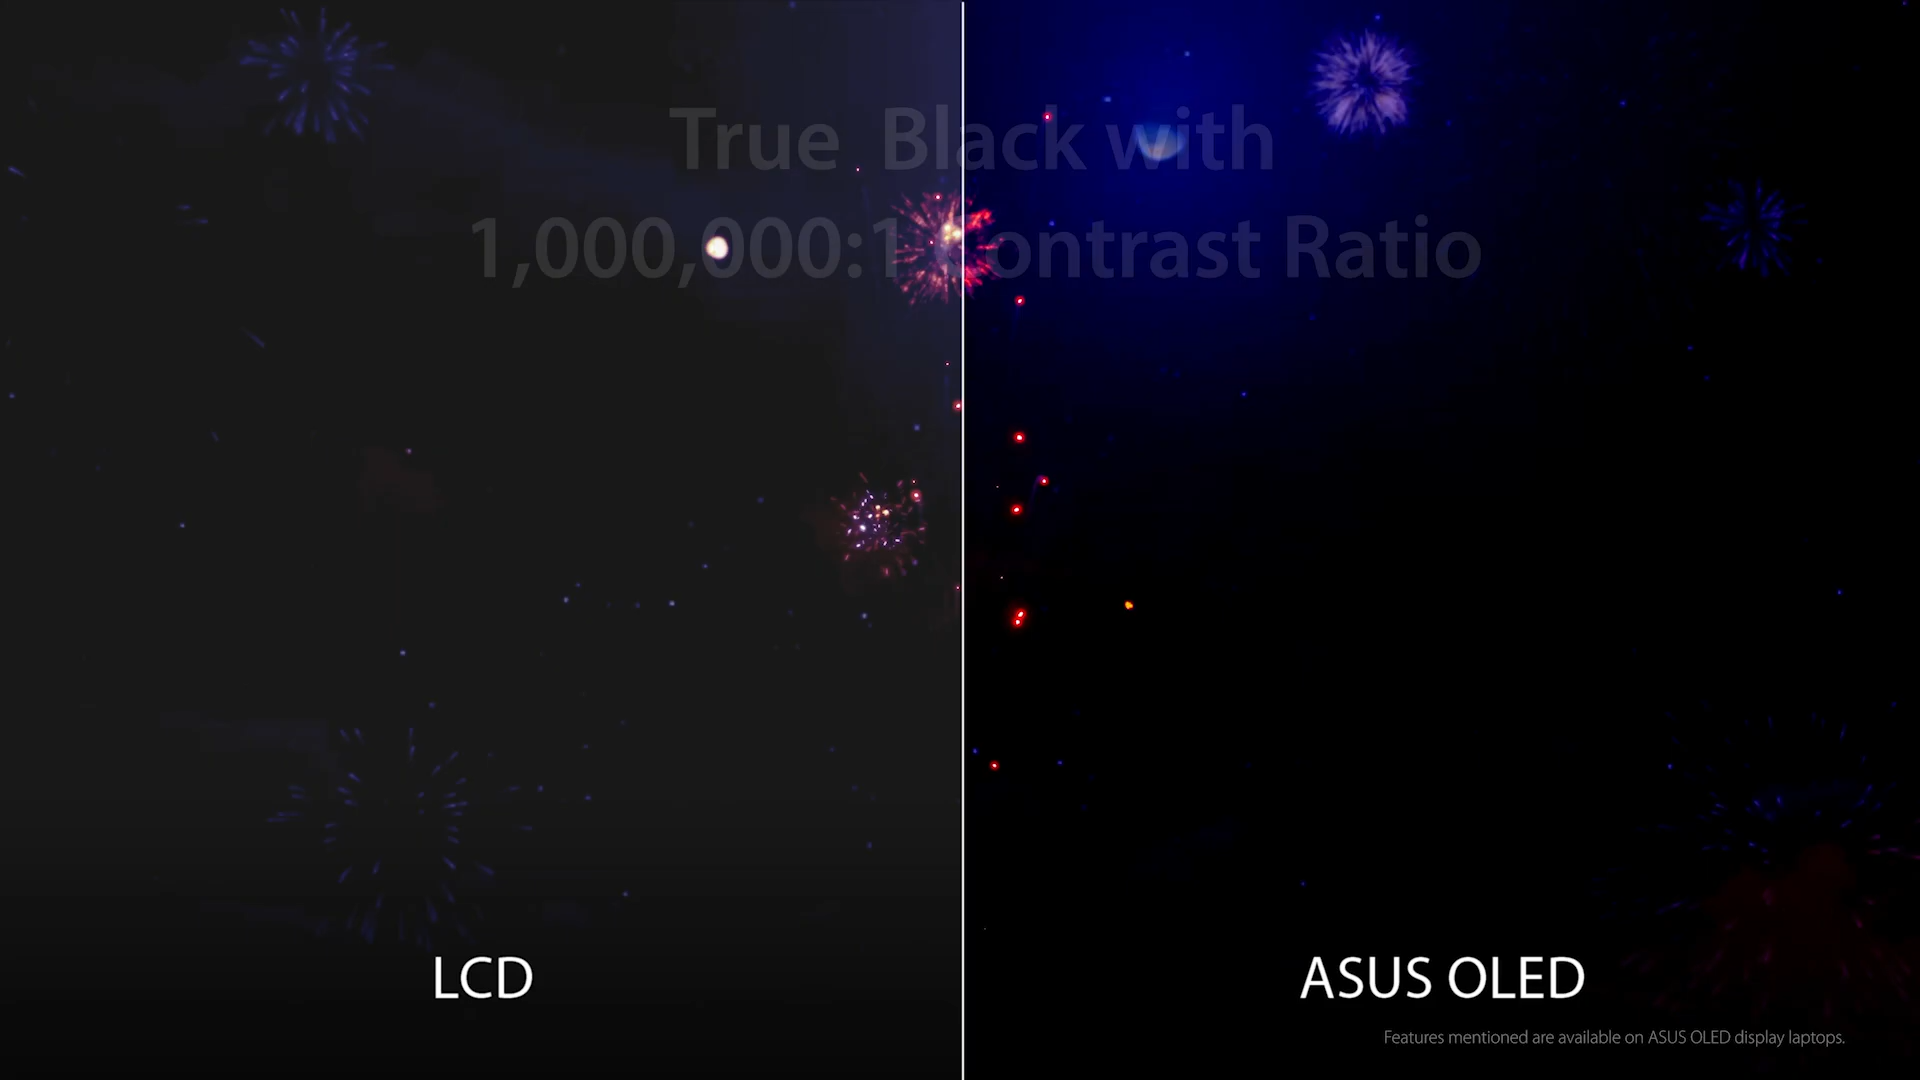 True Black with
1,000,000:1 Contrast Ratio
LCD
ASUS OLED
Features mentioned are available on ASUS OLED display laptops.